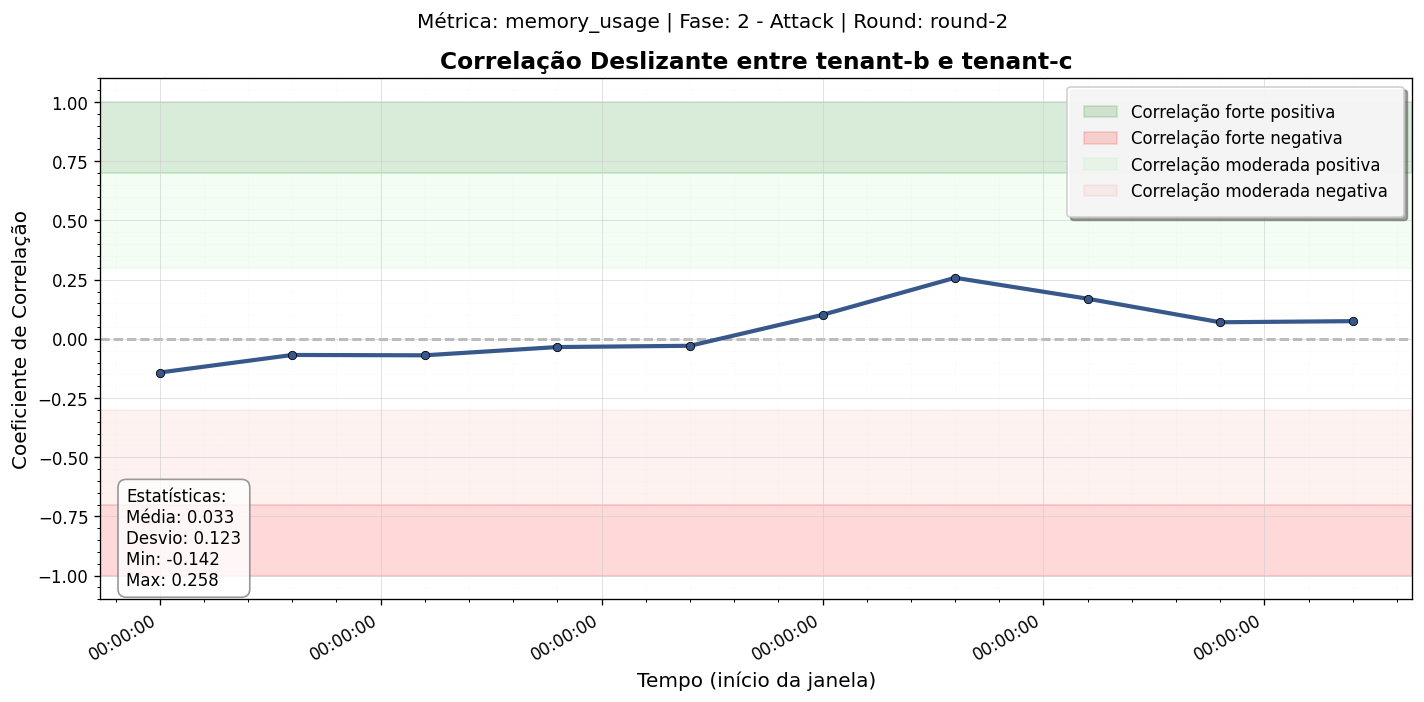 Métrica: memory_usage | Fase: 2 - Attack | Round: round-2
Correlação Deslizante entre tenant-b e tenant-c
Coeficiente de Correlação
1.00
0.75
0.50
0.25
0.00
−0.25
−0.50
−0.75
−1.00
Correlação forte positiva
Correlação forte negativa
Correlação moderada positiva
Correlação moderada negativa
Estatísticas:
Média: 0.033
Desvio: 0.123
Min: -0.142
Max: 0.258
00:00:00
00:00:00
00:00:00
00:00:00
00:00:00
00:00:00
Tempo (início da janela)